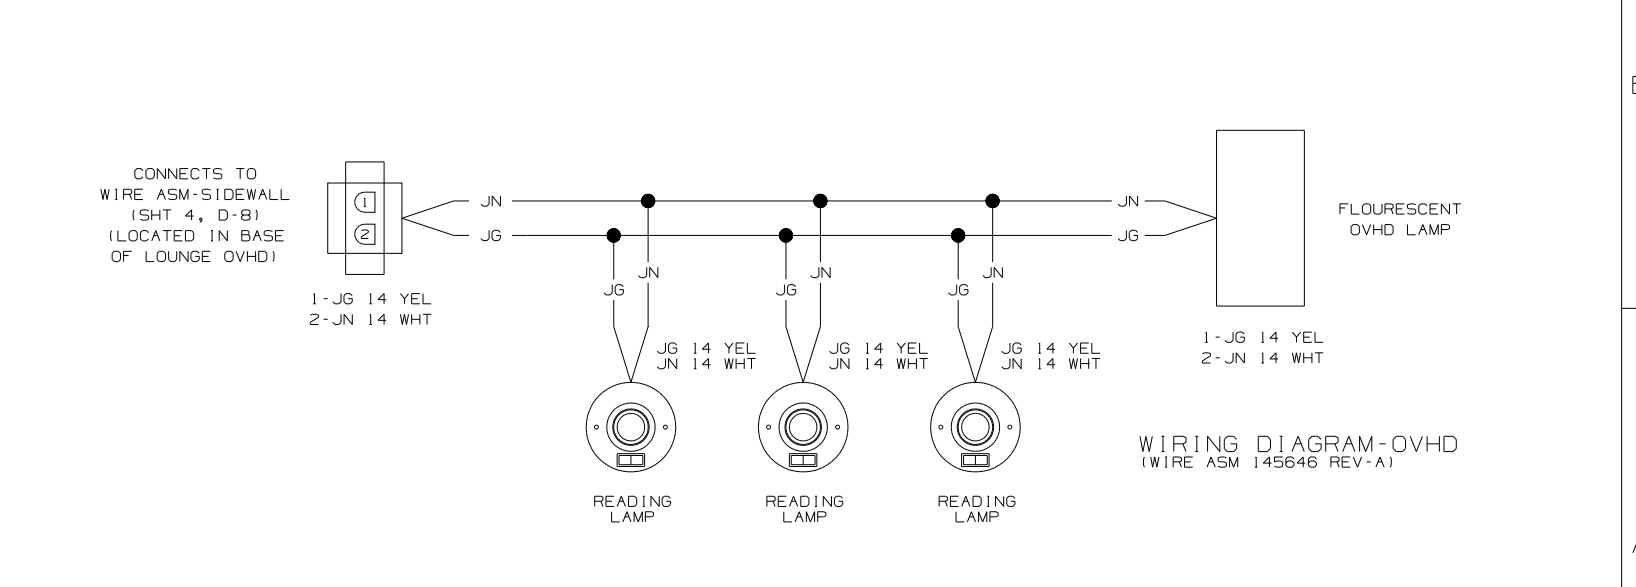 CONNECTS TO
WIRE ASM-SIDEWALL
(SHT 4, D-8)
(LOCATED IN BASE
OF LOUNGE OVHD)
1
2
1-JG 14 YEL
2-JN 14 WHT
JN
JG
JN
JG
JG
JN
JG
JN
JG
JN
JG 14 YEL
JN 14 WHT
JG 14 YEL
JN 14 WHT
JG 14 YEL
JN 14 WHT
READING
LAMP
READING
LAMP
READING
LAMP
FLOURESCENT
OVHD LAMP
1-JG 14 YEL
2-JN 14 WHT
WIRING DIAGRAM-OVHD
(WIRE ASM 145646 REV-A)